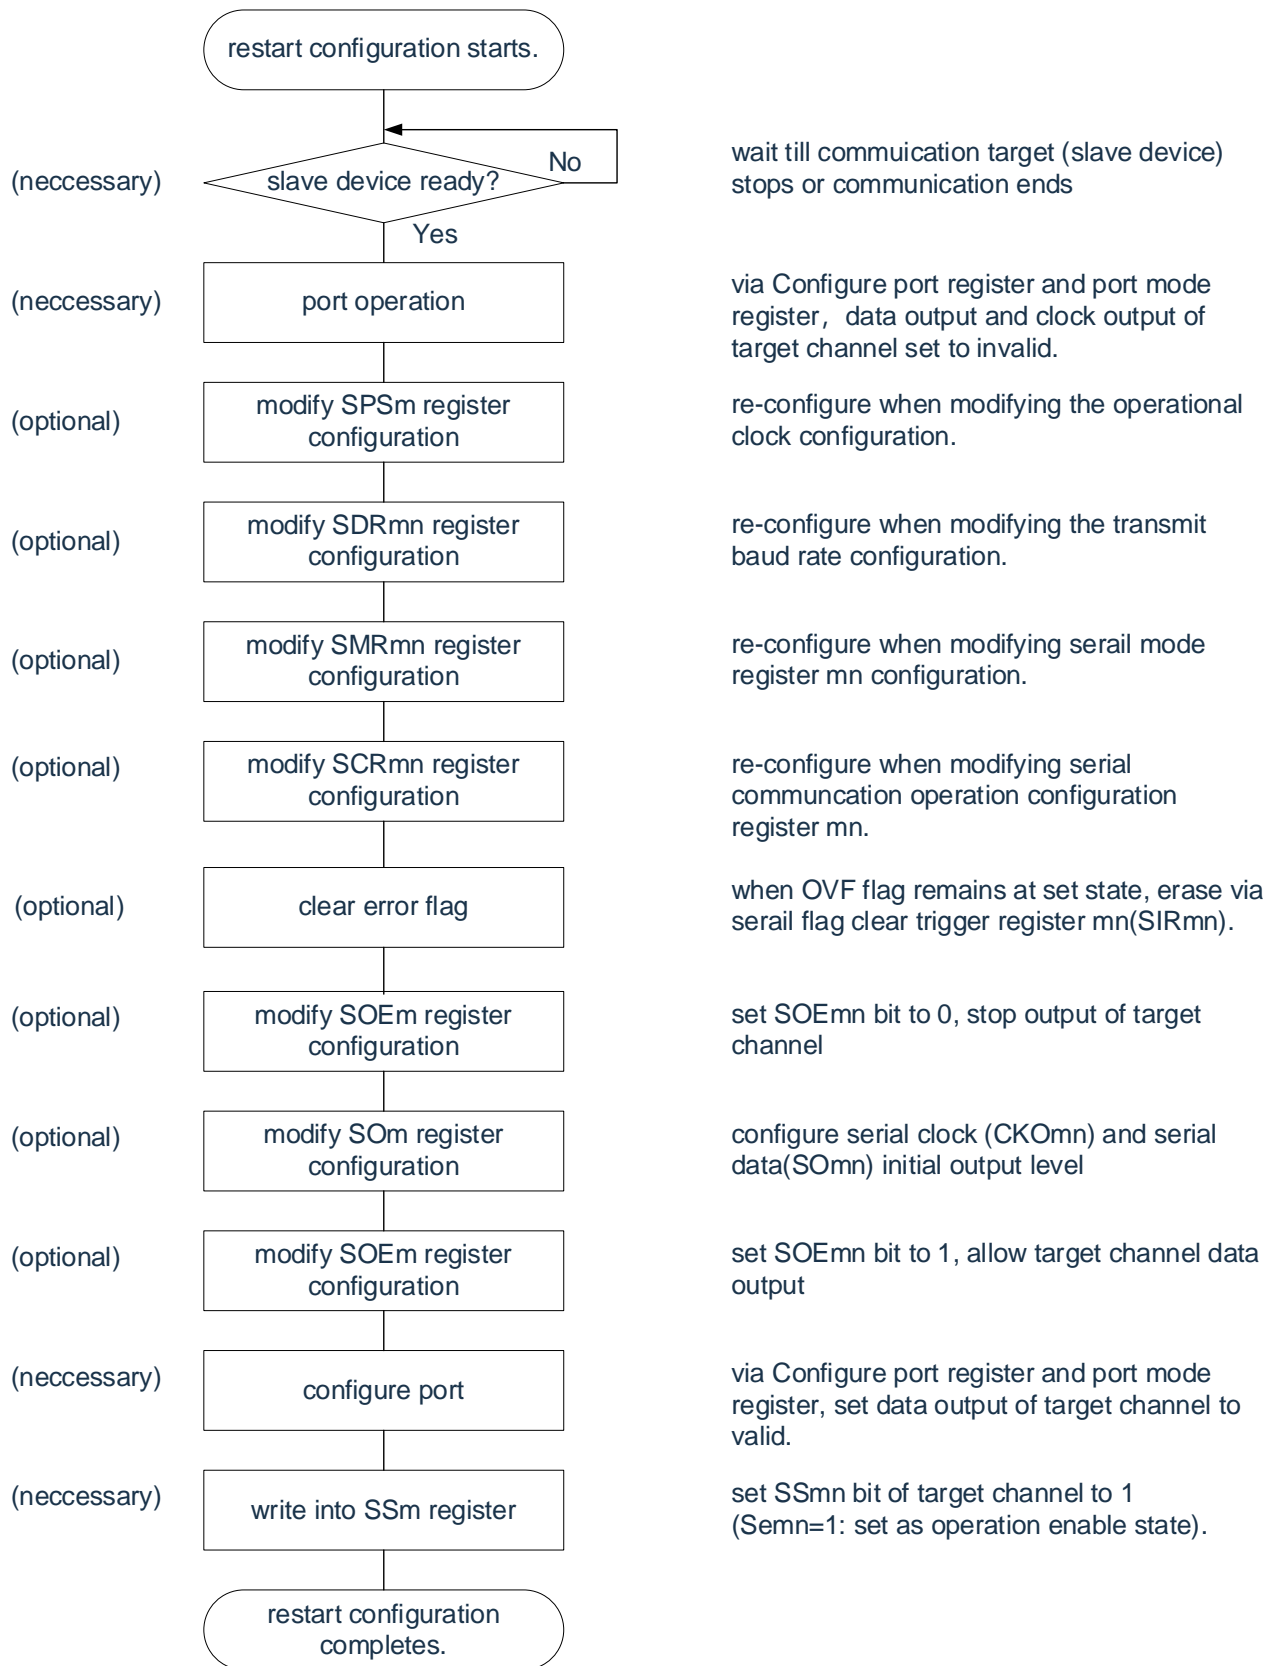 restart configuration starts.
No
wait till commuication target (slave device)
(neccessary)
slave device ready?
stops or communication ends
Yes
(neccessary)
port operation
via Configure port register and port mode
register，data output and clock output of
target channel set to invalid.
(optional)
modify SPSm register
configuration
re-configure when modifying the operational
clock configuration.
(optional)
modify SDRmn register
configuration
re-configure when modifying the transmit
baud rate configuration.
(optional)
modify SMRmn register
configuration
re-configure when modifying serail mode
register mn configuration.
(optional)
modify SCRmn register
configuration
re-configure when modifying serial
communcation operation configuration
register mn.
(optional)
clear error flag
when OVF flag remains at set state, erase via
serail flag clear trigger register mn(SIRmn).
(optional)
modify SOEm register
configuration
set SOEmn bit to 0, stop output of target
channel
(optional)
modify SOm register
configuration
configure serial clock (CKOmn) and serial
data(SOmn) initial output level
(optional)
modify SOEm register
configuration
set SOEmn bit to 1, allow target channel data
output
(neccessary)
configure port
via Configure port register and port mode
register, set data output of target channel to
valid.
(neccessary)
write into SSm register
set SSmn bit of target channel to 1
(Semn=1: set as operation enable state).
restart configuration
completes.